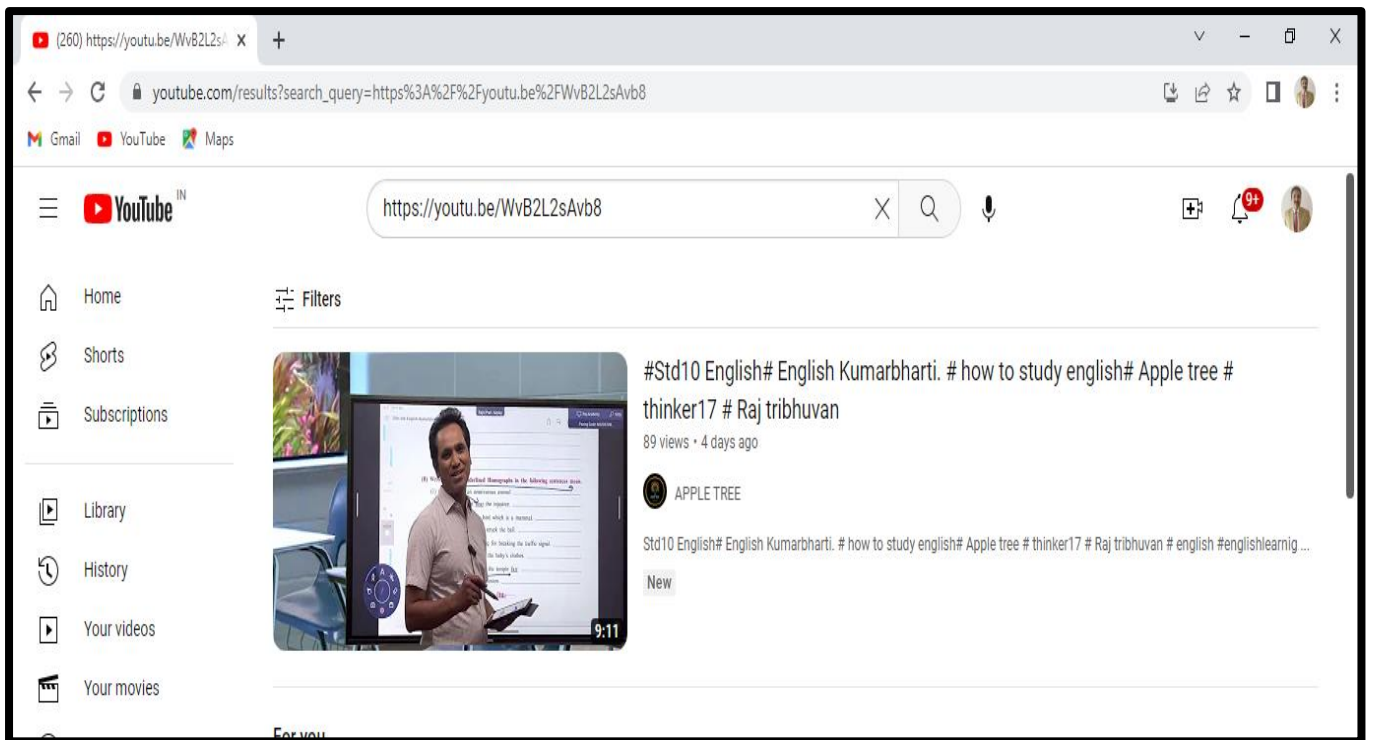 (260) https://youtu.be/WvB2L2sA
youtube.com/results?search_query=https%3A%2F%2Fyoutu.be%2FWvB2L2sAvb8
Gmail YouTube Maps
YouTube IN
https://youtu.be/WvB2L2sAvb8
9+
Home
Shorts
Subscriptions
Library
History
Your videos
Your movies
Filters
9:11
#Std10 English# English Kumarbharti. # how to study english# Apple tree #
thinker17 # Raj tribhuvan
89 views • 4 days ago
APPLE TREE
Std10 English# English Kumarbharti. # how to study english# Apple tree # thinker17 # Raj tribhuvan # english #englishlearnig ...
New
For you